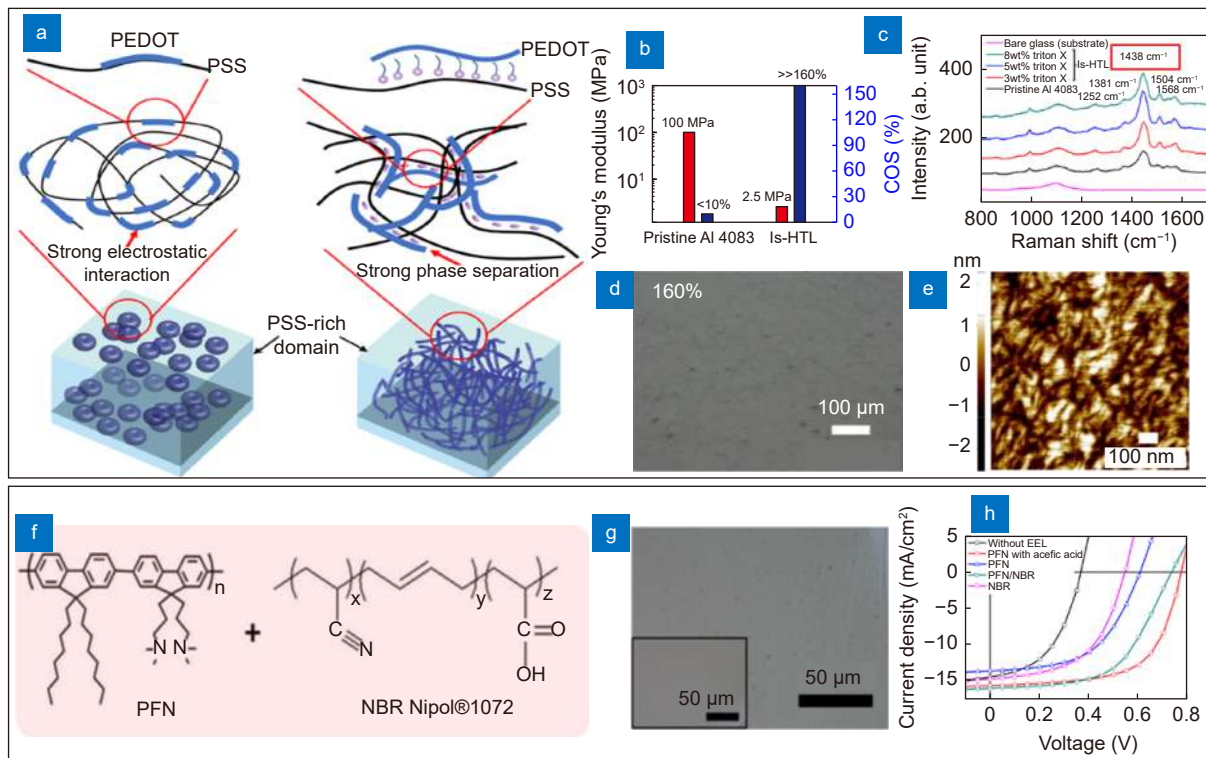 a
PEDOT
PSS
PEDOT
PSS
Strong electrostatic
interaction
Strong phase separation
PSS-rich
domain
b
Young's modulus (MPa)
10³
10²
10¹
100 MPa
<10%
2.5 MPa
>>160%
150
120
90
60
30
0
COS (%)
Pristine Al 4083
Is-HTL
c
Intensity (a.b. unit)
400
200
Bare glass (substrate)
8wt% triton X
5wt% triton X
3wt% triton X
Pristine Al 4083
Is-HTL
1438 cm⁻¹
1381 cm⁻¹
1252 cm⁻¹
1504 cm⁻¹
1568 cm⁻¹
800
1000
1200
1400
1600
Raman shift (cm⁻¹)
d
160%
100 μm
e
nm
2
1
0
−1
−2
100 nm
f
n
N N
PFN
+
x
y
z
C
N
C
O
OH
NBR Nipol®1072
g
50 μm
50 μm
h
Current density (mA/cm²)
5
0
−5
−10
−15
Without EEL
PFN with acefic acid
PFN
PFN/NBR
NBR
0
0.2
0.4
0.6
0.8
Voltage (V)